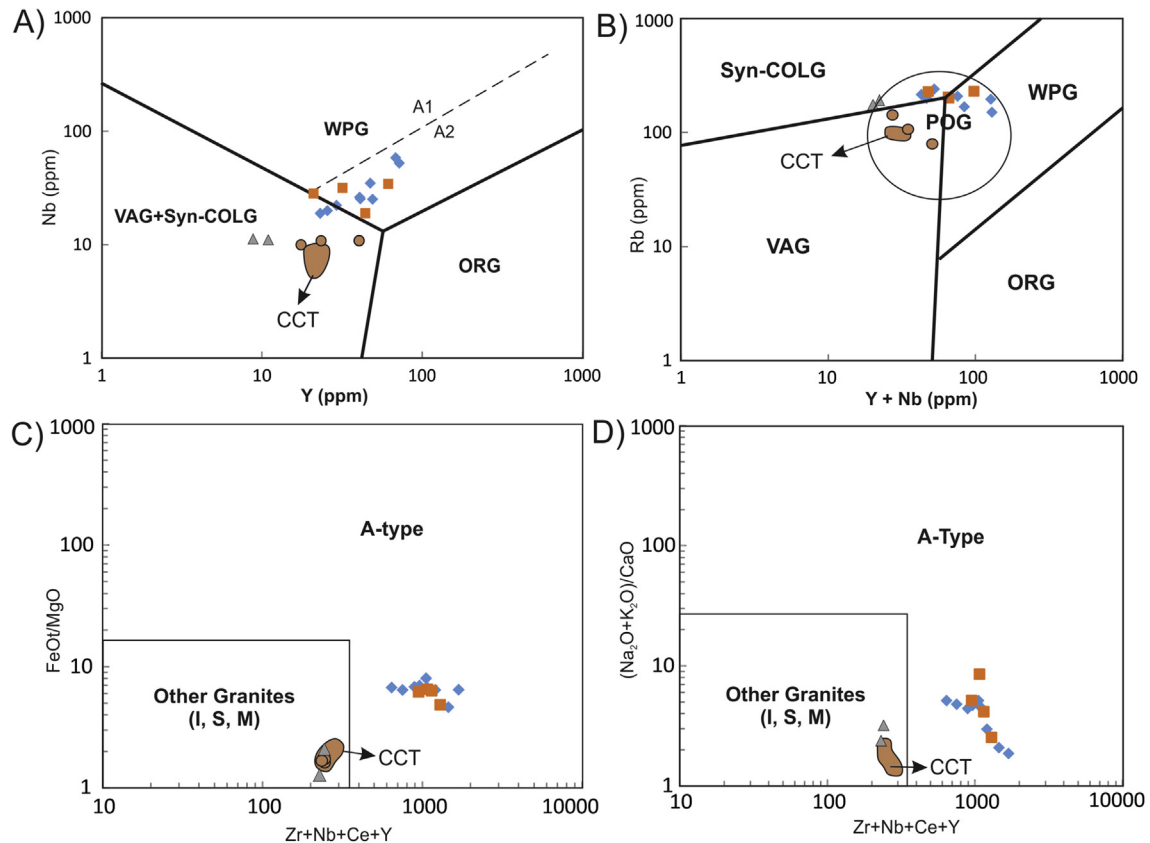 A)
1000
100
10
1
Nb (ppm)
WPG
A1
A2
VAG+Syn-COLG
ORG
CCT
1
10
100
1000
Y (ppm)
B)
1000
100
10
1
Rb (ppm)
Syn-COLG
WPG
POG
CCT
VAG
ORG
1
10
100
1000
Y + Nb (ppm)
C)
1000
100
10
1
FeOt/MgO
A-type
Other Granites
(I, S, M)
CCT
10
100
1000
10000
Zr+Nb+Ce+Y
D)
1000
100
10
1
(Na₂O+K₂O)/CaO
A-Type
Other Granites
(I, S, M)
CCT
10
100
1000
10000
Zr+Nb+Ce+Y